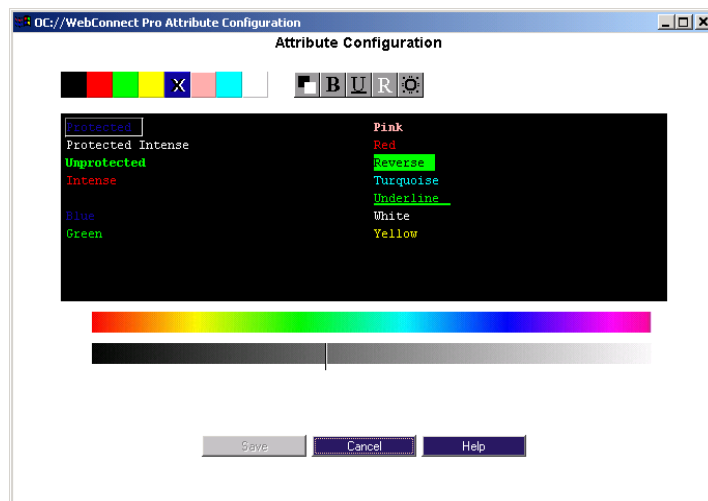 OC://WebConnect Pro Attribute Configuration
Attribute Configuration
X B U R
Protected
Protected Intense
Unprotected
Intense
Blue
Green
Pink
Red
Reverse
Turquoise
Underline
White
Yellow
Save Cancel Help